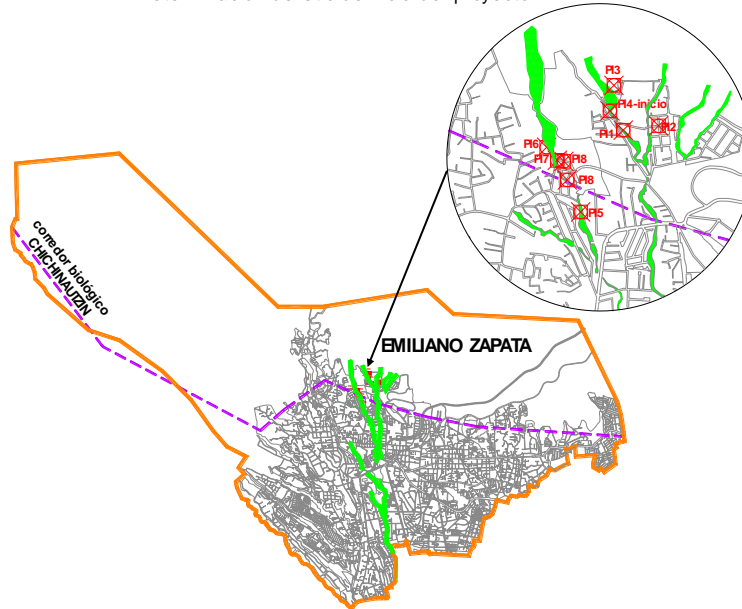 PI3
PI4-inicio
PI1
PI2
PI6
PI7
PI8
PI8
PI5
corredor biológico
CHICHINAUTZIN
EMILIANO ZAPATA